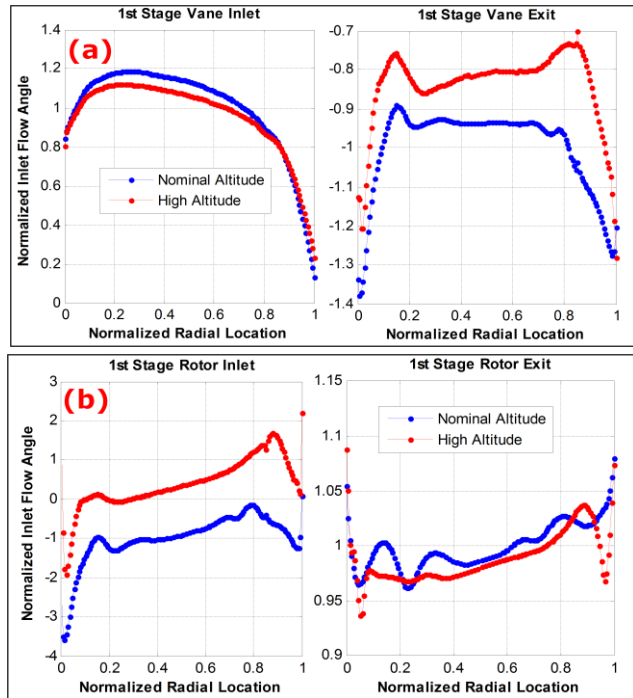 1st Stage Vane Inlet
(a)
Normalized Inlet Flow Angle
1.4
1.2
1
0.8
0.6
0.4
0.2
0
Nominal Altitude
High Altitude
0 0.2 0.4 0.6 0.8 1
Normalized Radial Location
1st Stage Vane Exit
-0.7
-0.8
-0.9
-1
-1.1
-1.2
-1.3
-1.4
0 0.2 0.4 0.6 0.8 1
Normalized Radial Location
1st Stage Rotor Inlet
(b)
Normalized Inlet Flow Angle
3
2
1
0
-1
-2
-3
-4
0 0.2 0.4 0.6 0.8 1
Normalized Radial Location
1st Stage Rotor Exit
1.15
1.1
1.05
1
0.95
0.9
Nominal Altitude
High Altitude
0 0.2 0.4 0.6 0.8 1
Normalized Radial Location